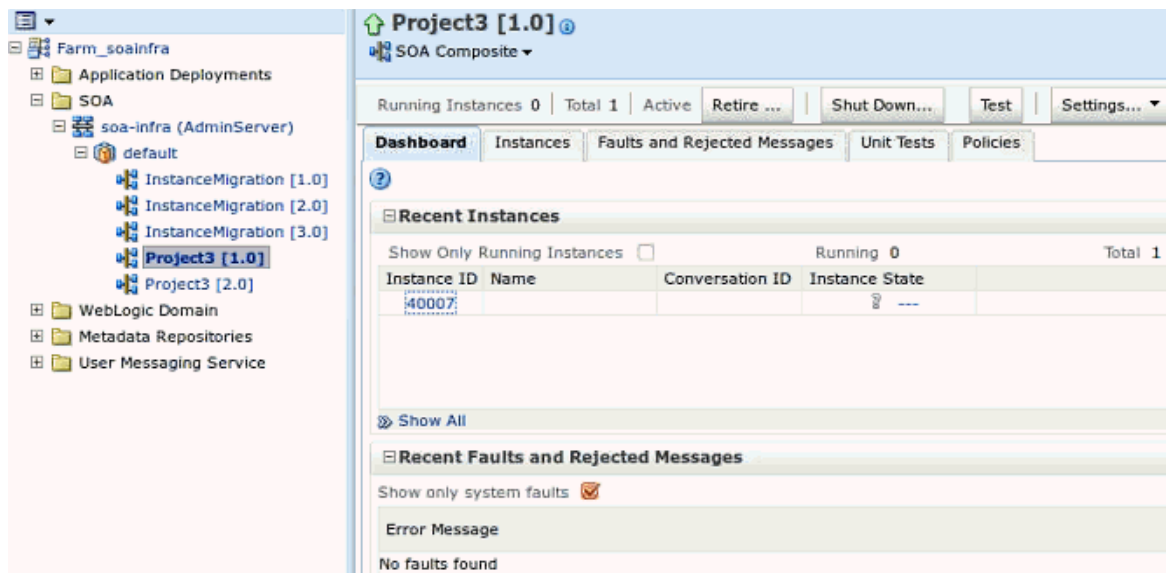 Farm_soainfra
Application Deployments
SOA
soa-infra (AdminServer)
default
InstanceMigration [1.0]
InstanceMigration [2.0]
InstanceMigration [3.0]
Project3 [1.0]
Project3 [2.0]
WebLogic Domain
Metadata Repositories
User Messaging Service
Project3 [1.0]
SOA Composite
Running Instances 0 Total 1 Active Retire ... Shut Down... Test Settings...
Dashboard Instances Faults and Rejected Messages Unit Tests Policies
Recent Instances
Show Only Running Instances Running 0 Total 1
Instance ID Name Conversation ID Instance State
40007 ---
Show All
Recent Faults and Rejected Messages
Show only system faults
Error Message
No faults found